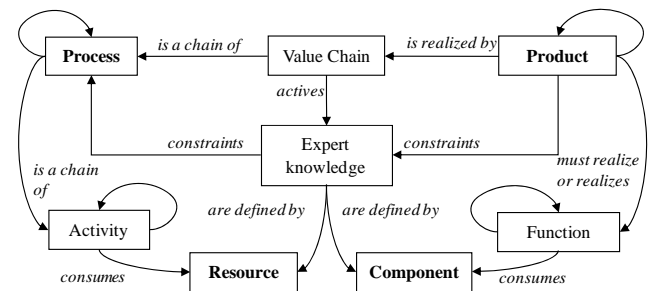 is a chain of
is realized by
Process
Value Chain
Product
actives
constraints
Expert
knowledge
constraints
is a chain
of
must realize
or realizes
Activity
are defined by
are defined by
Function
consumes
Resource
Component
consumes